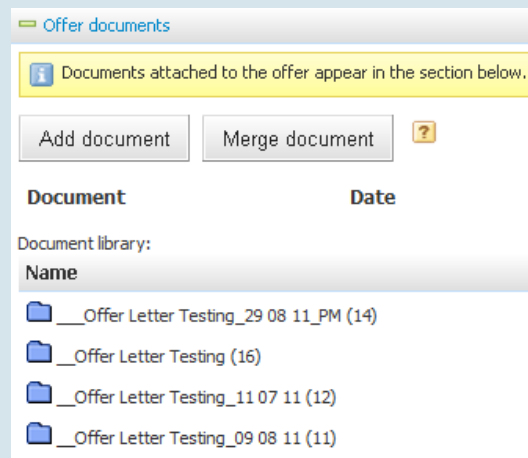 Offer documents
Documents attached to the offer appear in the section below.
Add document Merge document ?
Document Date
Document library:
Name
___Offer Letter Testing_29 08 11_PM (14)
__Offer Letter Testing (16)
__Offer Letter Testing_11 07 11 (12)
__Offer Letter Testing_09 08 11 (11)